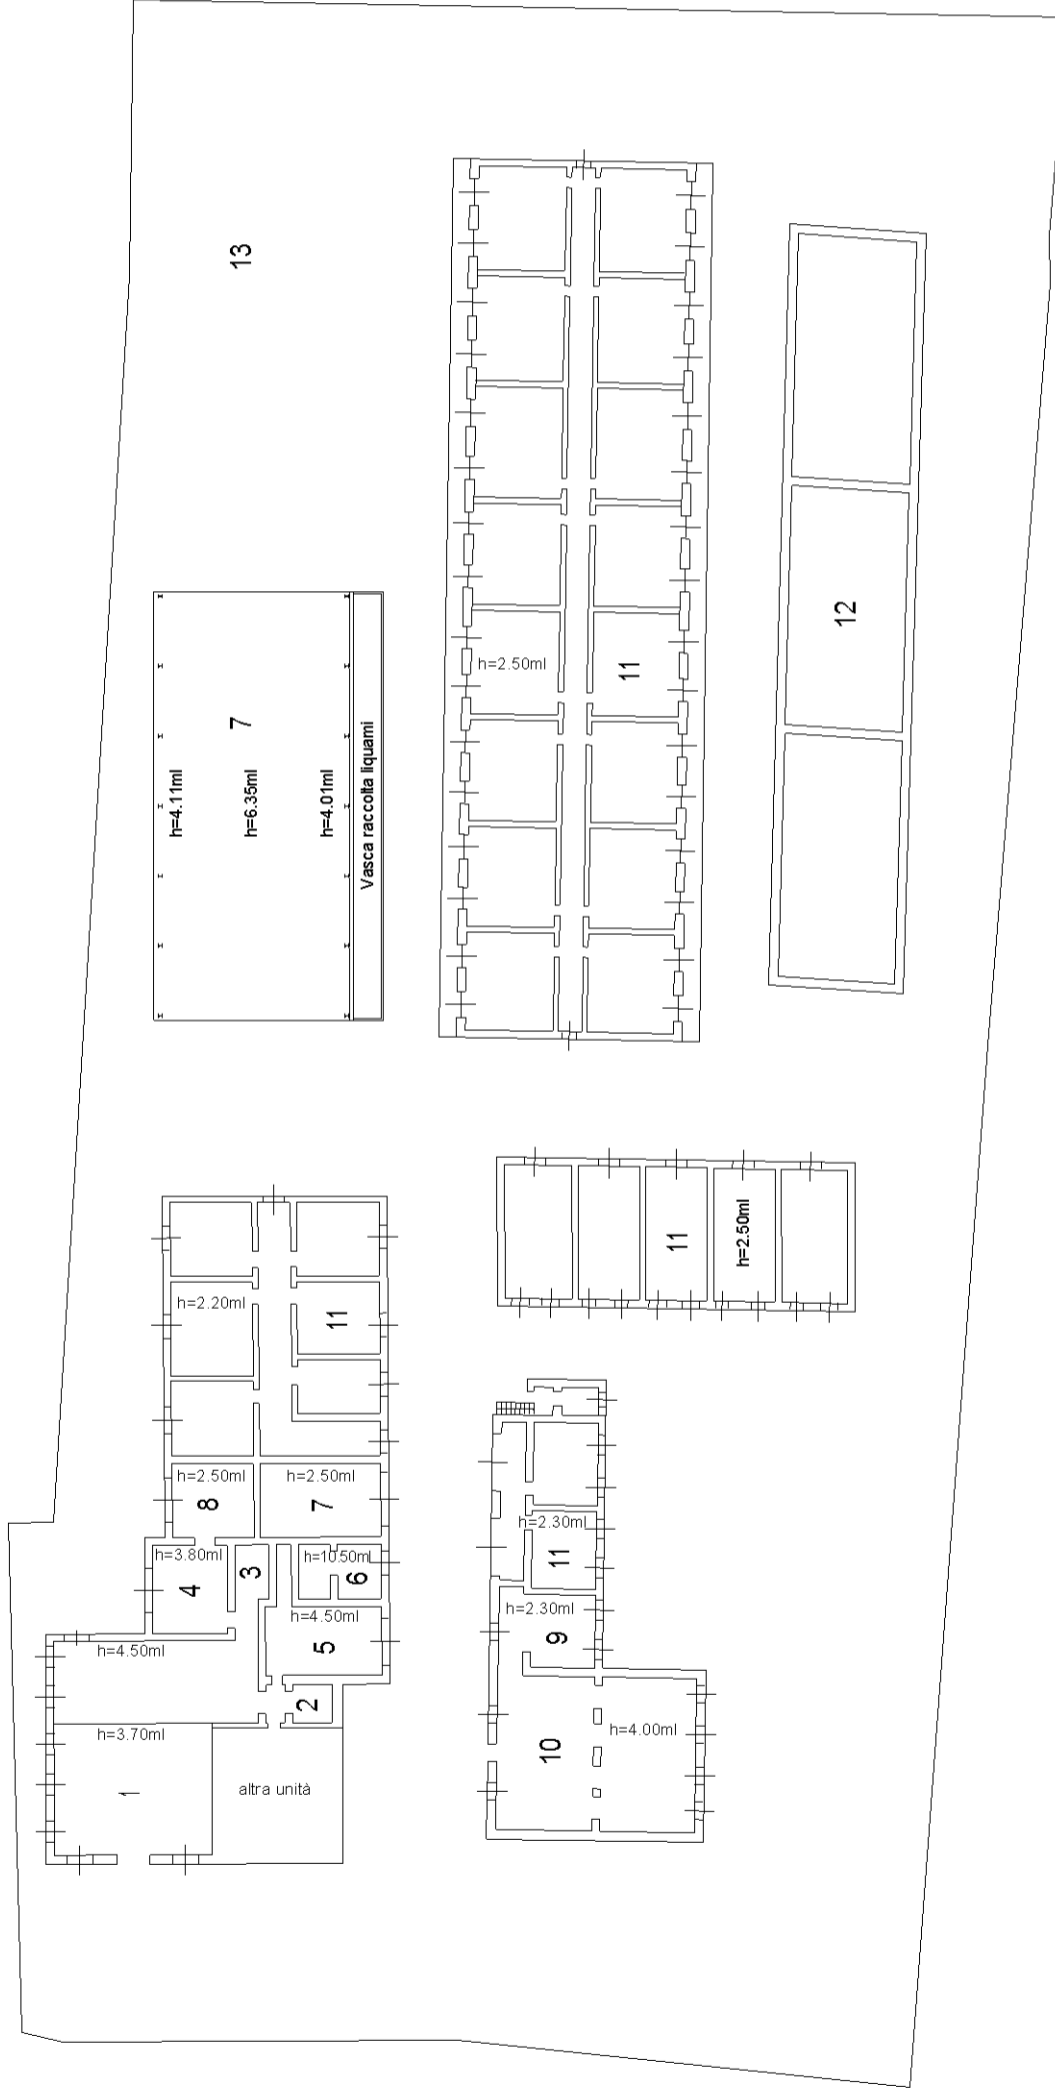 13
7
h=4.11ml
h=6.35ml
h=4.01ml
Vasca raccolta liquami
h=2.50ml
11
12
h=2.20ml
11
h=2.50ml
8
h=2.50ml
7
h=3.80ml
4
3
h=10.50ml
6
h=4.50ml
5
h=4.50ml
2
h=3.70ml
1
altra unità
11
h=2.50ml
h=2.30ml
11
h=2.30ml
9
10
h=4.00ml